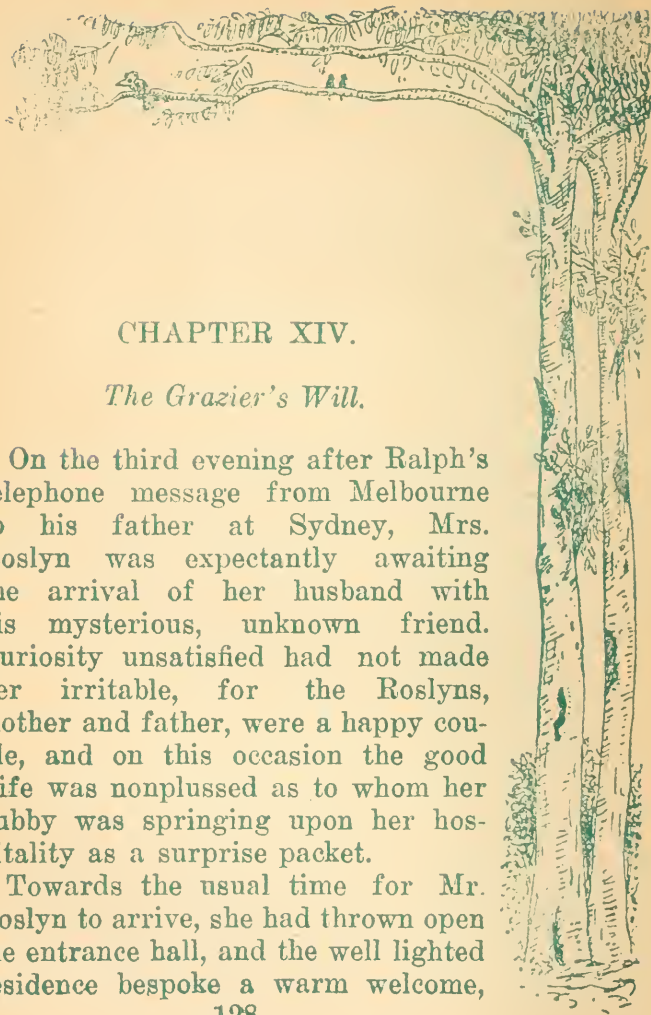 CHAPTER XIV.
The Grazier's Will.
On the third evening after Ralph's
elephone message from Melbourne
o his father at Sydney, Mrs.
oslyn was expectantly awaiting
he arrival of her husband with
is mysterious, unknown friend.
uriosity unsatisfied had not made
er irritable, for the Roslyns,
other and father, were a happy cou-
le, and on this occasion the good
ife was nonplussed as to whom her
ubby was springing upon her hos-
itality as a surprise packet.
Towards the usual time for Mr.
oslyn to arrive, she had thrown open
e entrance hall, and the well lighted
esidence bespoke a warm welcome,